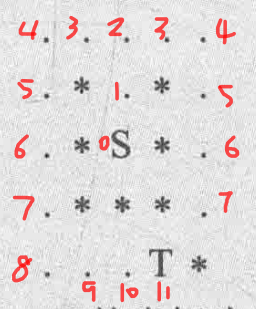 4 . 3 . 2 . 3 . . 4
5 . * 1 . * . 5
6 . * 0 S * . 6
7 . * * * . 7
8 . . . T *
9 10 11